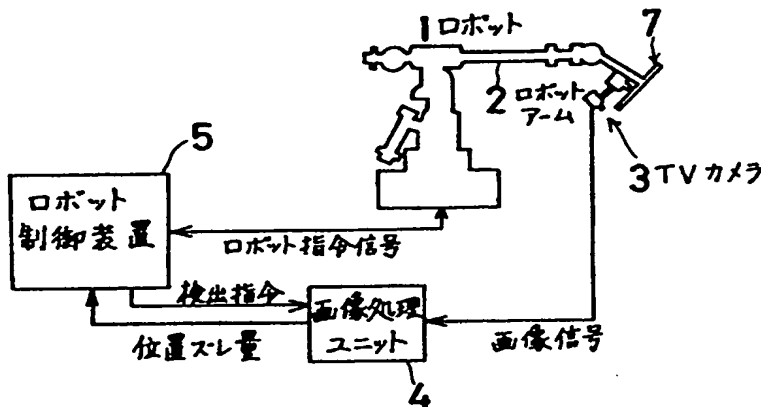 1 ロボット
7
2 ロボット
アーム
3 TVカメラ
5
ロボット
制御装置
ロボット指令信号
検出指令
位置ズレ量
画像処理
ユニット
画像信号
4